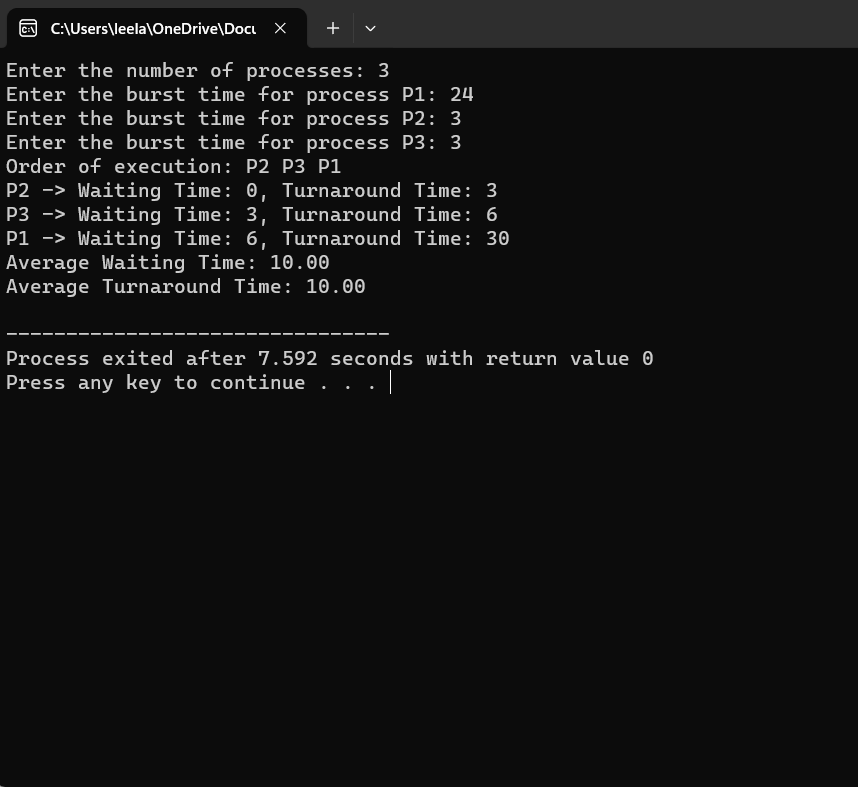 C:\Users\leela\OneDrive\Docu
Enter the number of processes: 3
Enter the burst time for process P1: 24
Enter the burst time for process P2: 3
Enter the burst time for process P3: 3
Order of execution: P2 P3 P1
P2 -> Waiting Time: 0, Turnaround Time: 3
P3 -> Waiting Time: 3, Turnaround Time: 6
P1 -> Waiting Time: 6, Turnaround Time: 30
Average Waiting Time: 10.00
Average Turnaround Time: 10.00
--------------------------------
Process exited after 7.592 seconds with return value 0
Press any key to continue . . .